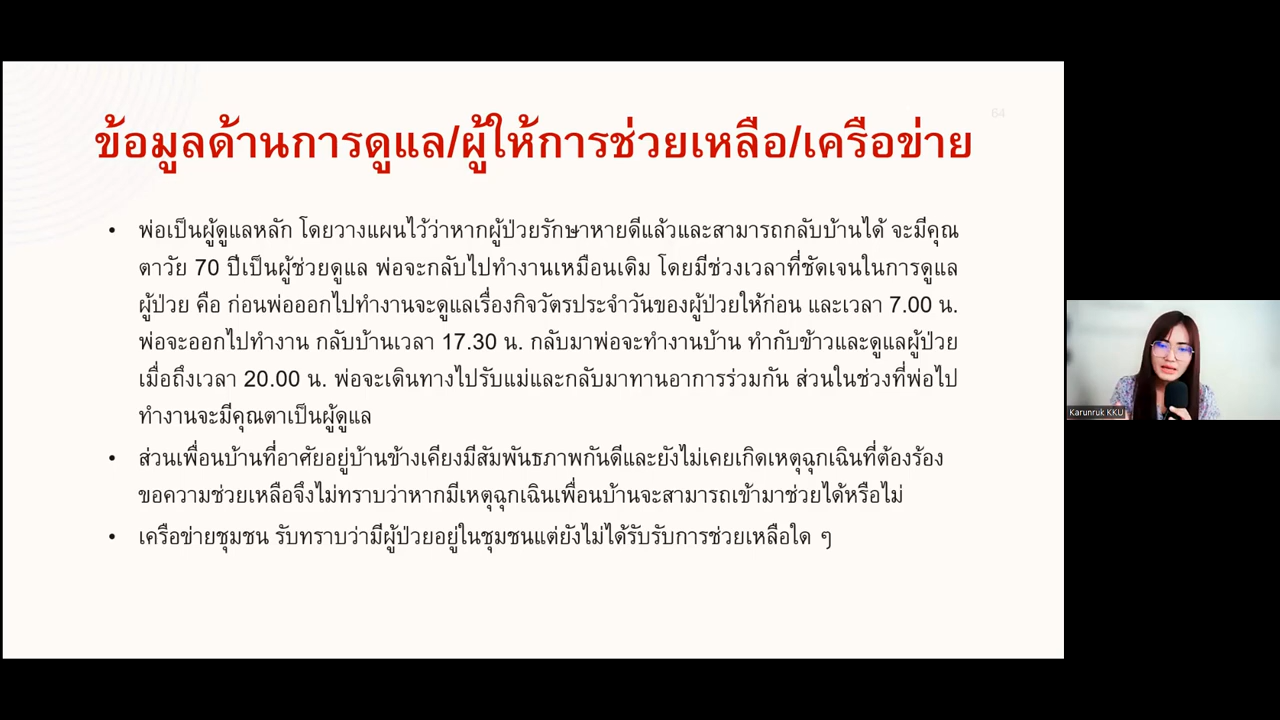 64
ข้อมูลด้านการดูแล/ผู้ให้การช่วยเหลือ/เครือข่าย
• พ่อเป็นผู้ดูแลหลัก โดยวางแผนไว้ว่าหากผู้ป่วยรักษาหายดีแล้วและสามารถกลับบ้านได้ จะมีคุณ
ตาวัย 70 ปีเป็นผู้ช่วยดูแล พ่อจะกลับไปทำงานเหมือนเดิม โดยมีช่วงเวลาที่ชัดเจนในการดูแล
ผู้ป่วย คือ ก่อนพ่อออกไปทำงานจะดูแลเรื่องกิจวัตรประจำวันของผู้ป่วยให้ก่อน และเวลา 7.00 น.
พ่อจะออกไปทำงาน กลับบ้านเวลา 17.30 น. กลับมาพ่อจะทำงานบ้าน ทำกับข้าวและดูแลผู้ป่วย
เมื่อถึงเวลา 20.00 น. พ่อจะเดินทางไปรับแม่และกลับมาทานอาการร่วมกัน ส่วนในช่วงที่พ่อไป
ทำงานจะมีคุณตาเป็นผู้ดูแล
• ส่วนเพื่อนบ้านที่อาศัยอยู่บ้านข้างเคียงมีสัมพันธภาพกันดีและยังไม่เคยเกิดเหตุฉุกเฉินที่ต้องร้อง
ขอความช่วยเหลือจึงไม่ทราบว่าหากมีเหตุฉุกเฉินเพื่อนบ้านจะสามารถเข้ามาช่วยได้หรือไม่
• เครือข่ายชุมชน รับทราบว่ามีผู้ป่วยอยู่ในชุมชนแต่ยังไม่ได้รับรับการช่วยเหลือใด ๆ
Karunruk KKU